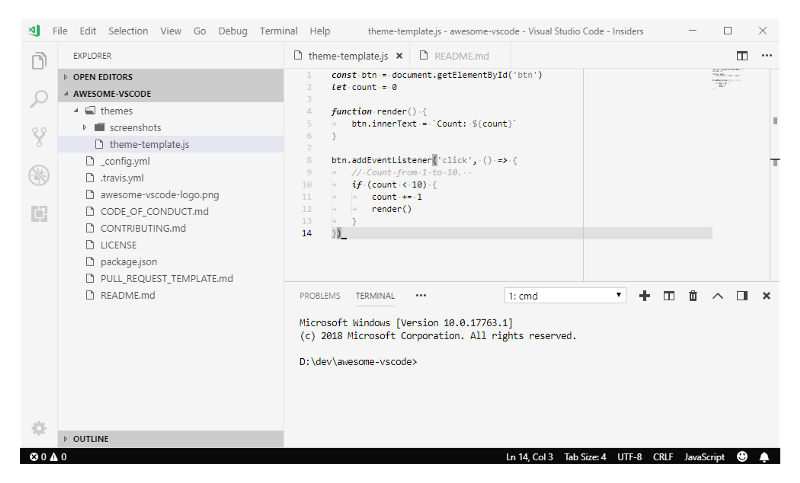 File Edit Selection View Go Debug Terminal Help theme-template.js - awesome-vscode - Visual Studio Code - Insiders
EXPLORER
OPEN EDITORS
AWESOME-VSCODE
themes
screenshots
theme-template.js
_config.yml
.travis.yml
awesome-vscode-logo.png
CODE_OF_CONDUCT.md
CONTRIBUTING.md
LICENSE
package.json
PULL_REQUEST_TEMPLATE.md
README.md
OUTLINE
theme-template.js README.md
1 const btn = document.getElementById('btn')
2 let count = 0
3
4 function render() {
5 btn.innerText = `Count: ${count}`
6 }
7
8 btn.addEventListener('click', () => {
9 // Count from 1 to 10.
10 if (count < 10) {
11 count += 1
12 render()
13 }
14 })
PROBLEMS TERMINAL ••• 1: cmd
Microsoft Windows [Version 10.0.17763.1]
(c) 2018 Microsoft Corporation. All rights reserved.
D:\dev\awesome-vscode>
0 0 Ln 14, Col 3 Tab Size: 4 UTF-8 CRLF JavaScript